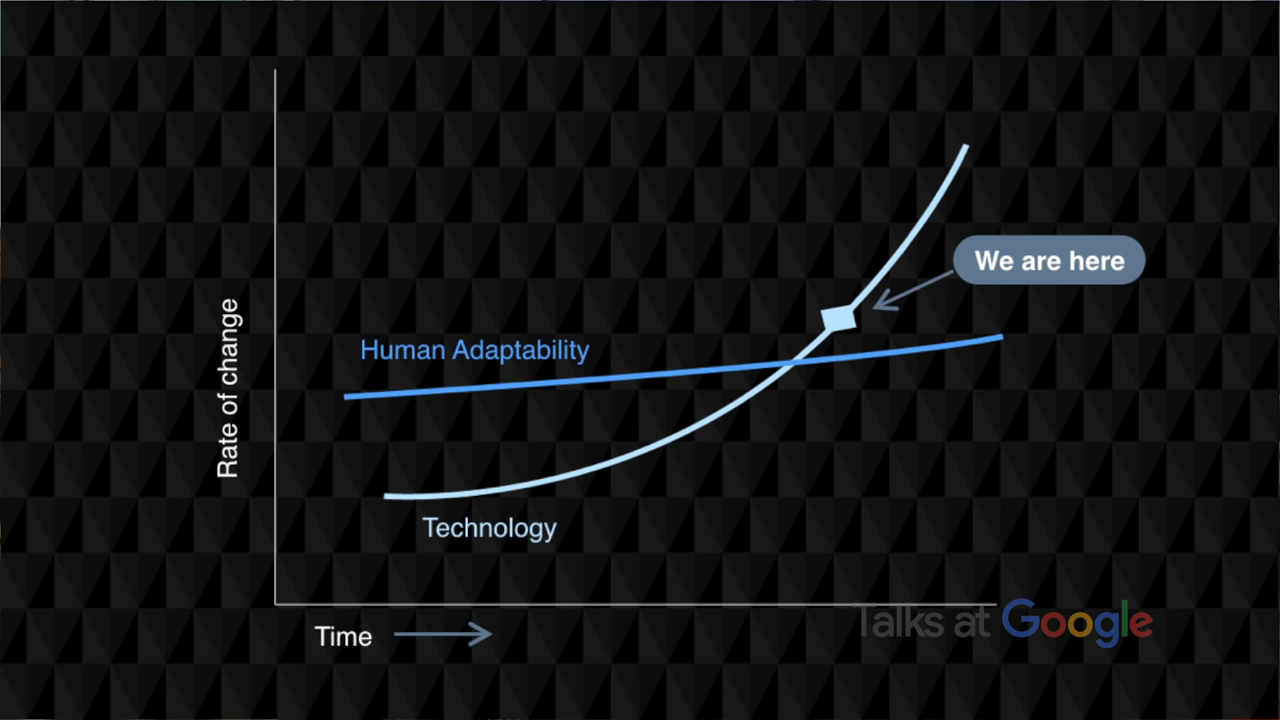 We are here
Human Adaptability
Rate of change
Technology
Time
Talks at Google